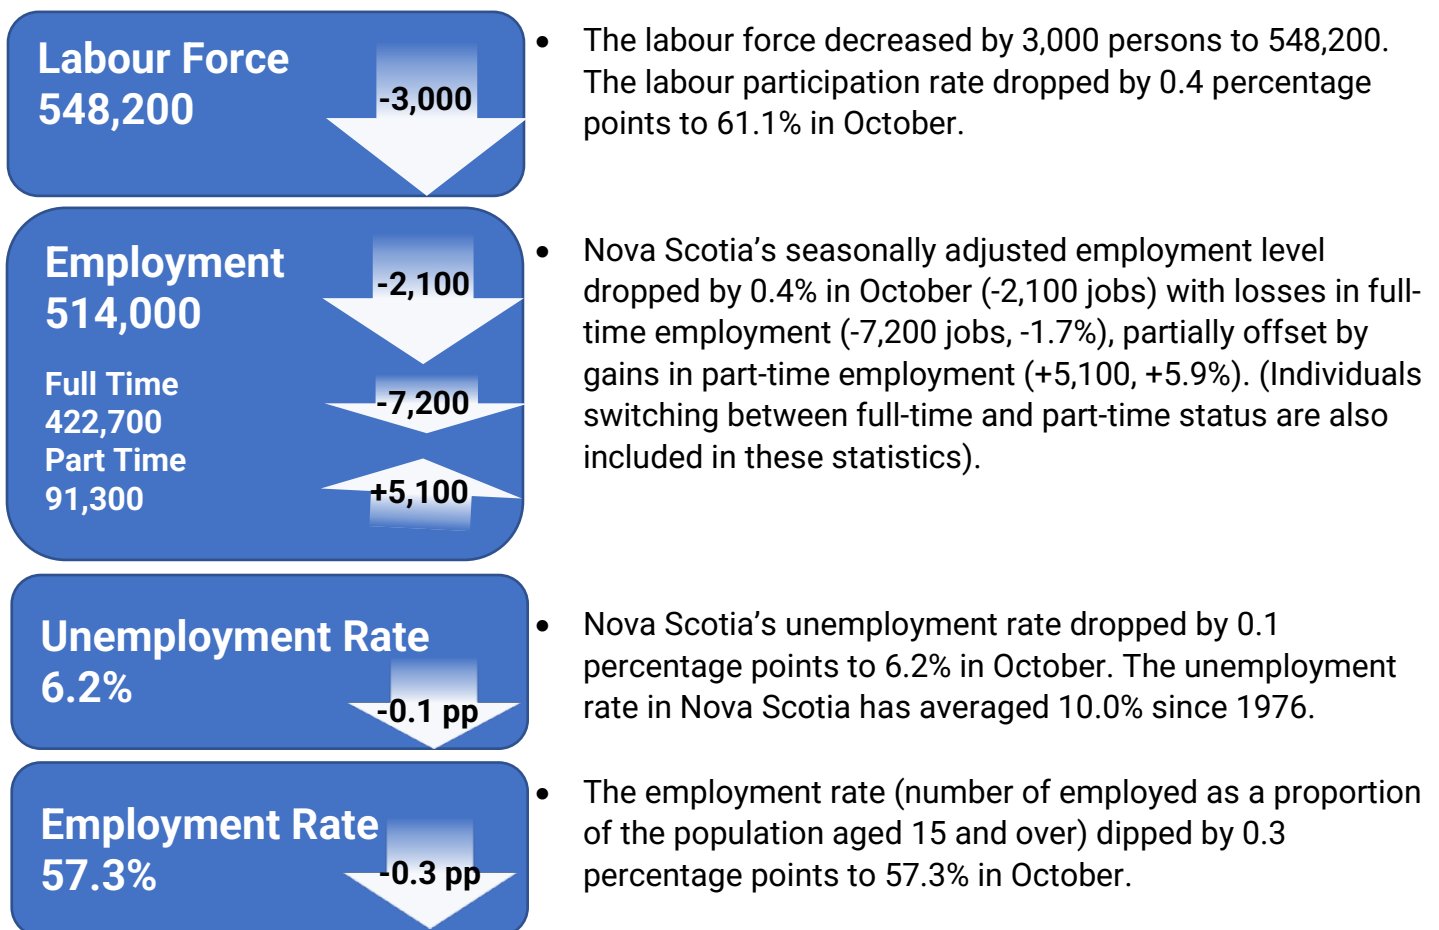 Labour Force
548,200
-3,000
• The labour force decreased by 3,000 persons to 548,200.
The labour participation rate dropped by 0.4 percentage
points to 61.1% in October.
Employment
514,000
-2,100
Full Time
422,700
-7,200
Part Time
91,300
+5,100
• Nova Scotia’s seasonally adjusted employment level
dropped by 0.4% in October (-2,100 jobs) with losses in full-
time employment (-7,200 jobs, -1.7%), partially offset by
gains in part-time employment (+5,100, +5.9%). (Individuals
switching between full-time and part-time status are also
included in these statistics).
Unemployment Rate
6.2%
-0.1 pp
• Nova Scotia’s unemployment rate dropped by 0.1
percentage points to 6.2% in October. The unemployment
rate in Nova Scotia has averaged 10.0% since 1976.
Employment Rate
57.3%
-0.3 pp
• The employment rate (number of employed as a proportion
of the population aged 15 and over) dipped by 0.3
percentage points to 57.3% in October.